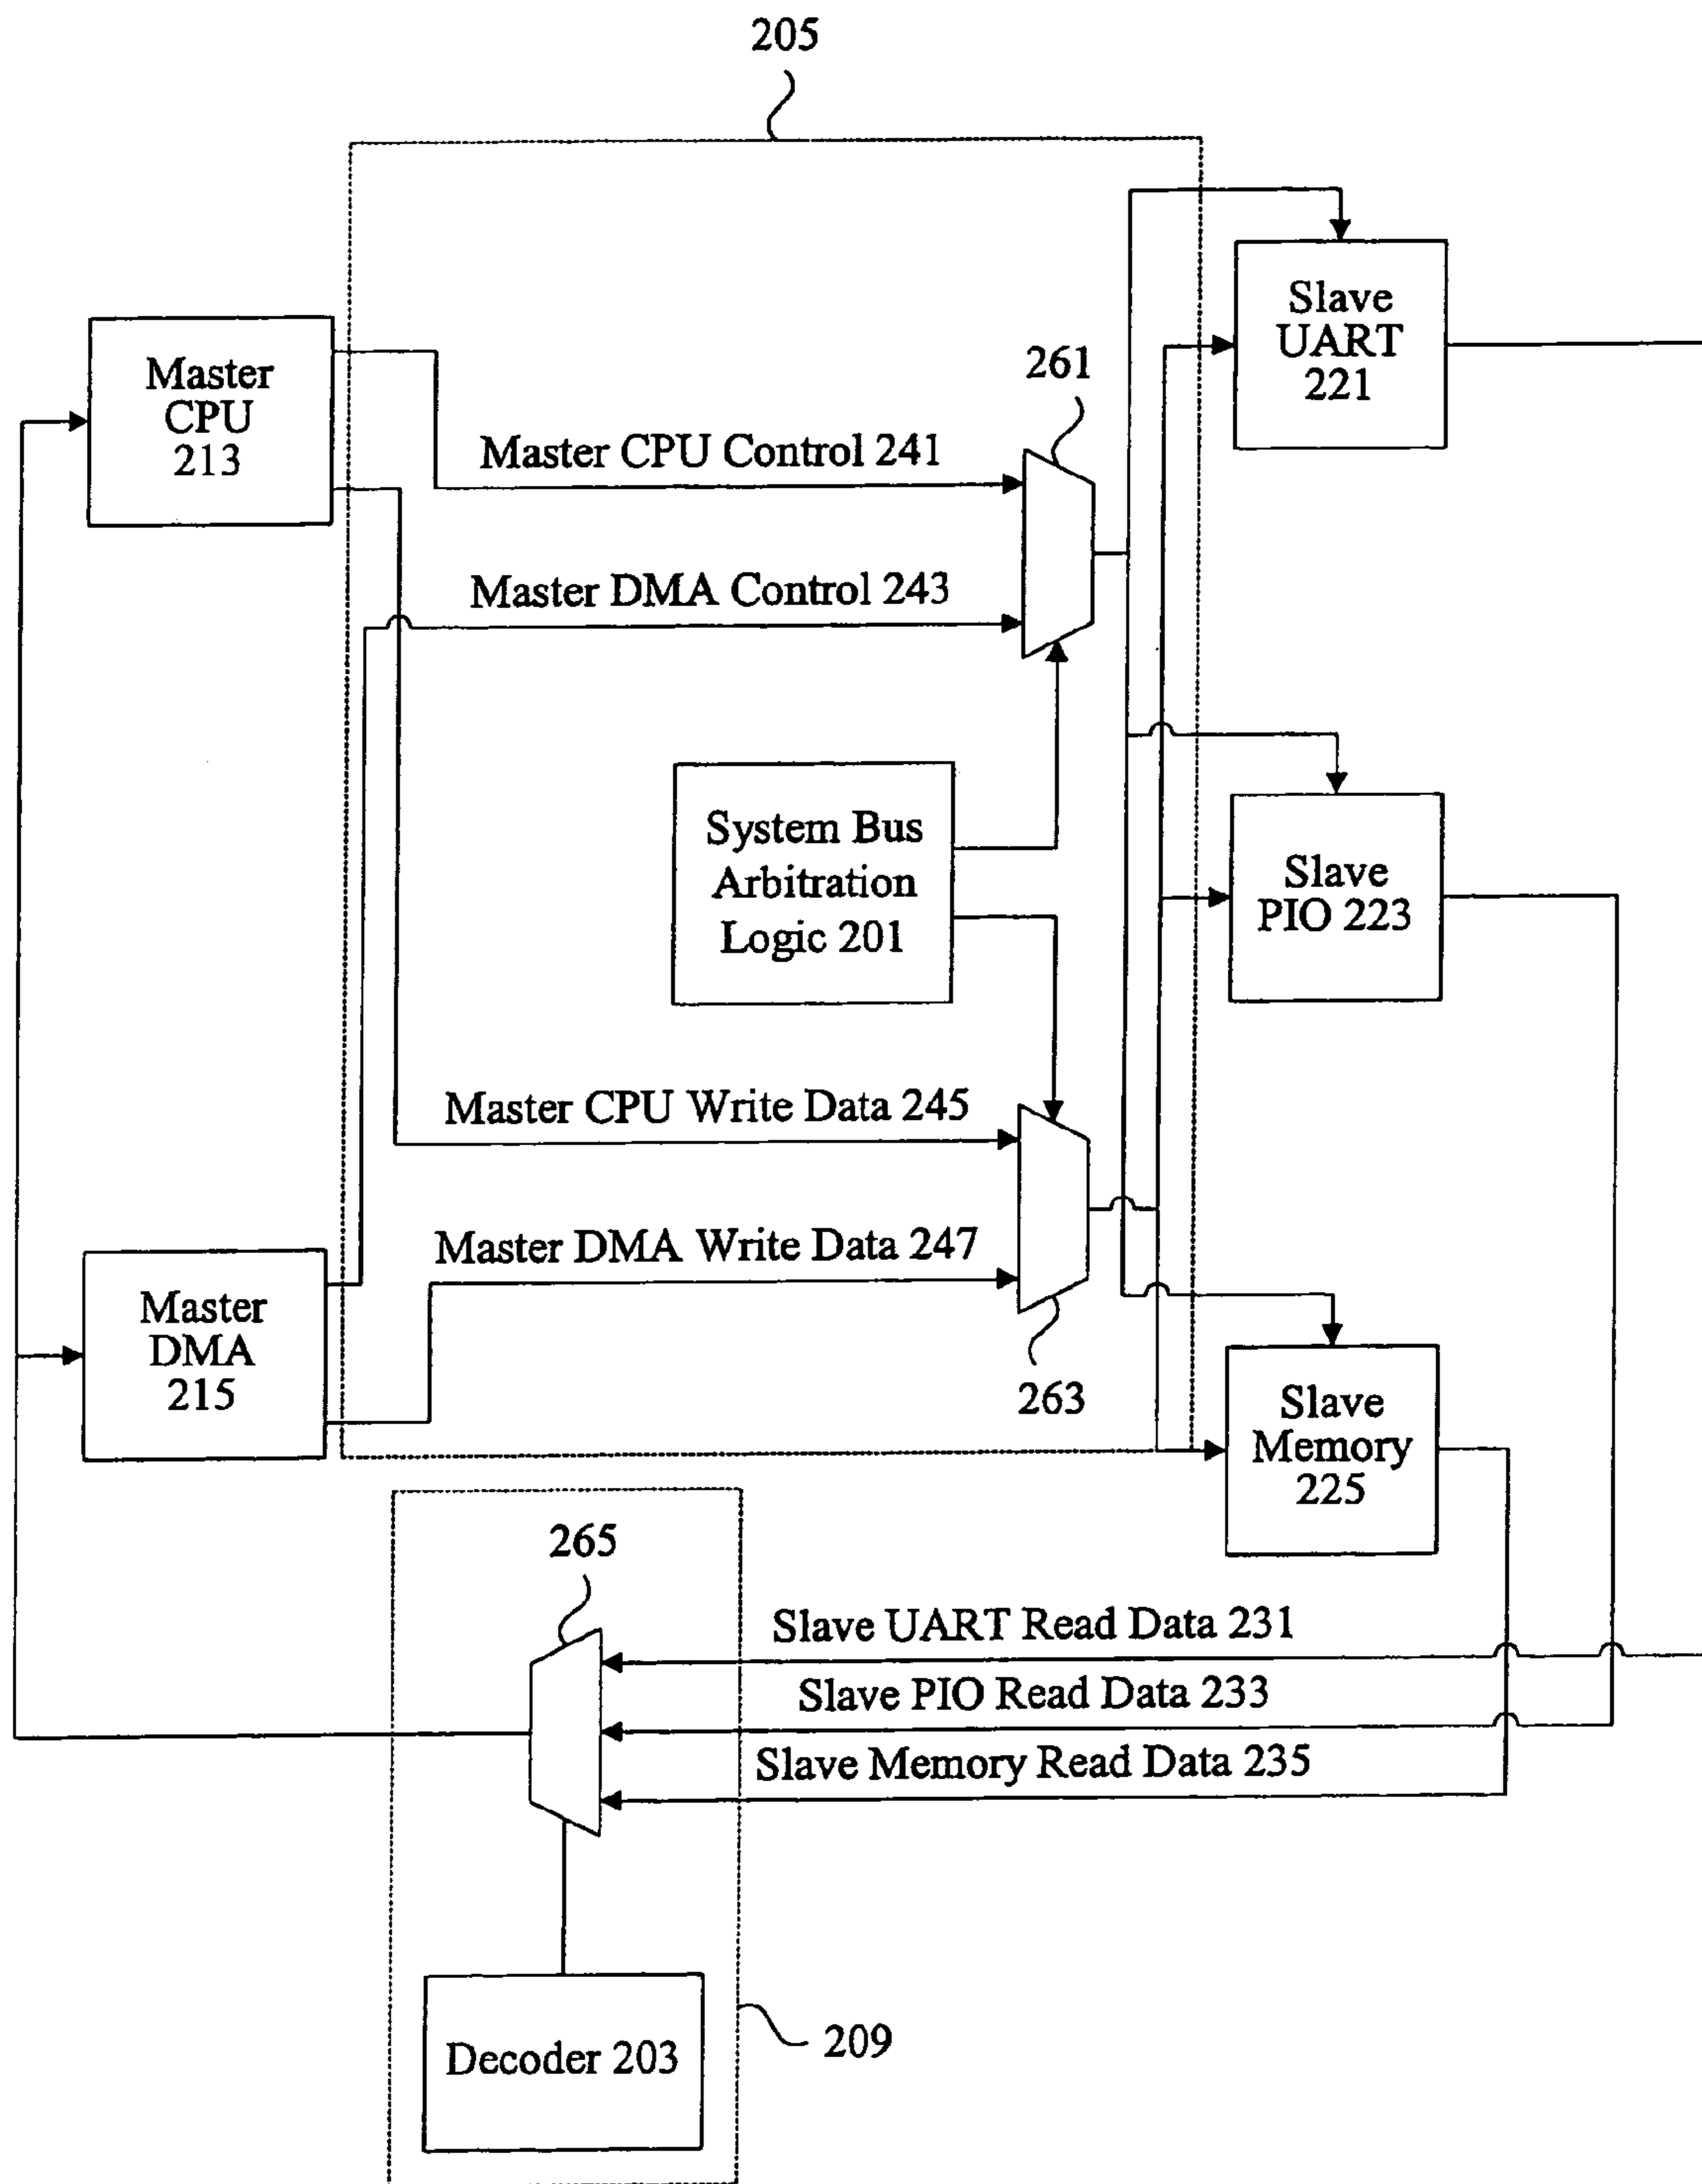 205
Slave
UART
221
261
Master
CPU
213
Master CPU Control 241
Master DMA Control 243
System Bus
Arbitration
Logic 201
Slave
PIO 223
Master CPU Write Data 245
Master DMA Write Data 247
Master
DMA
215
263
Slave
Memory
225
265
Slave UART Read Data 231
Slave PIO Read Data 233
Slave Memory Read Data 235
209
Decoder 203